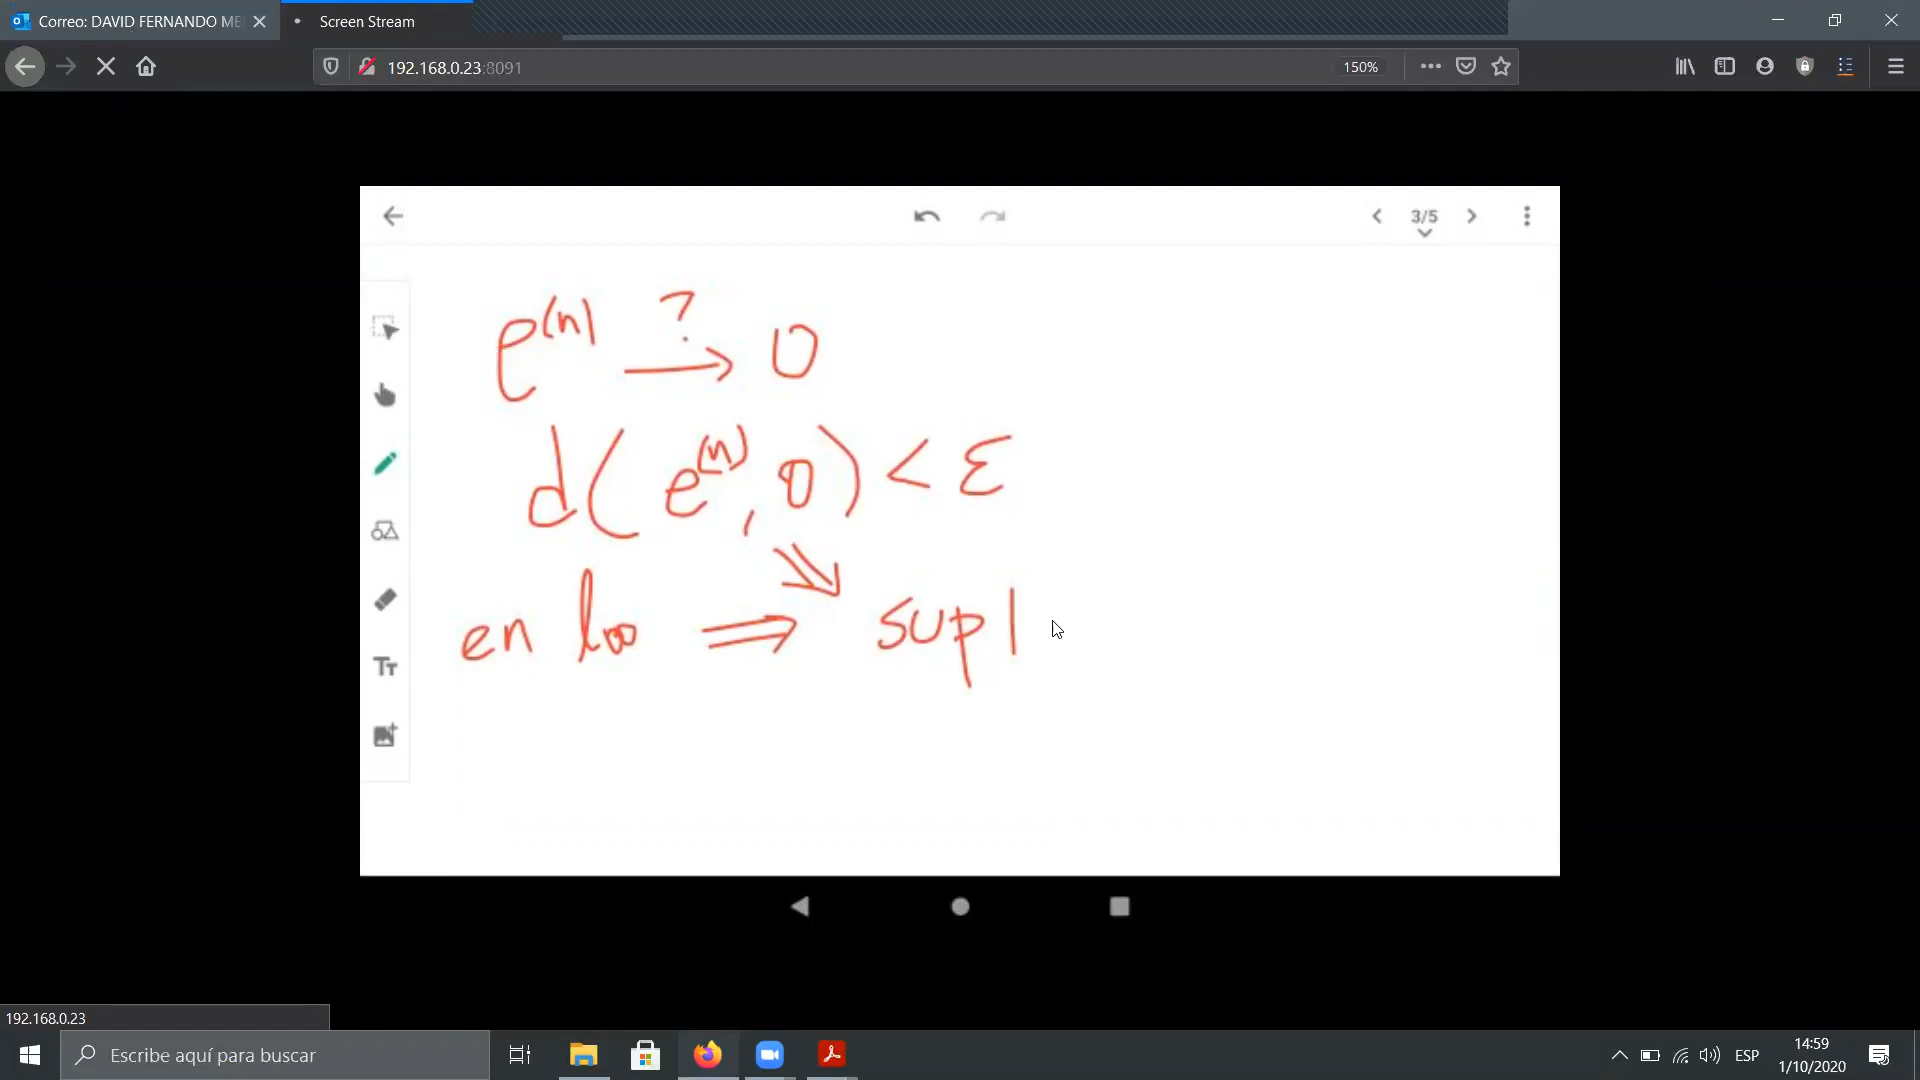 Correo: DAVID FERNANDO ME
Screen Stream
192.168.0.23:8091
150%
3/5
e^(n) ?→ 0
d( e^(n), 0) < ε
en l∞ ⇒ sup |
Tт
192.168.0.23
Escribe aquí para buscar
ESP
14:59
1/10/2020